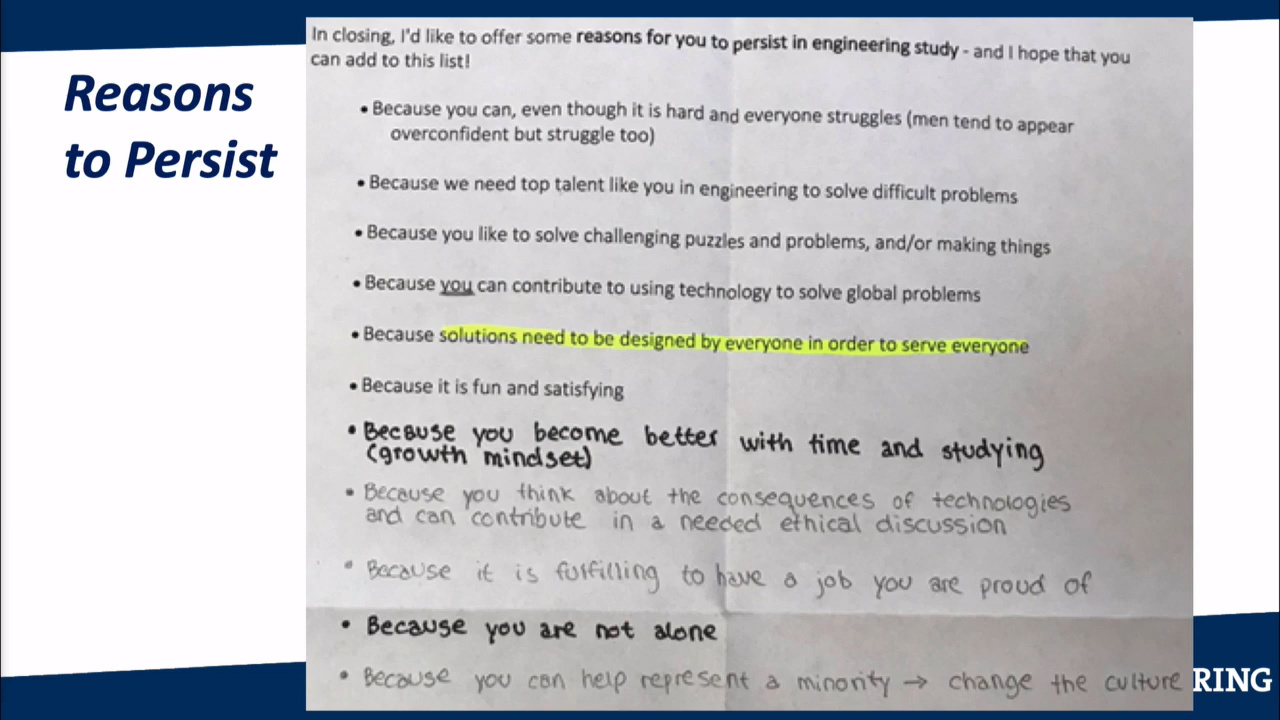 Reasons
to Persist
In closing, I'd like to offer some reasons for you to persist in engineering study - and I hope that you
can add to this list!
• Because you can, even though it is hard and everyone struggles (men tend to appear
overconfident but struggle too)
• Because we need top talent like you in engineering to solve difficult problems
• Because you like to solve challenging puzzles and problems, and/or making things
• Because you can contribute to using technology to solve global problems
• Because solutions need to be designed by everyone in order to serve everyone
• Because it is fun and satisfying
• Because you become better with time and studying
(growth mindset)
• Because you think about the consequences of technologies
and can contribute in a needed ethical discussion
• Because it is fulfilling to have a job you are proud of
• Because you are not alone
• Because you can help represent a minority → change the culture
RING